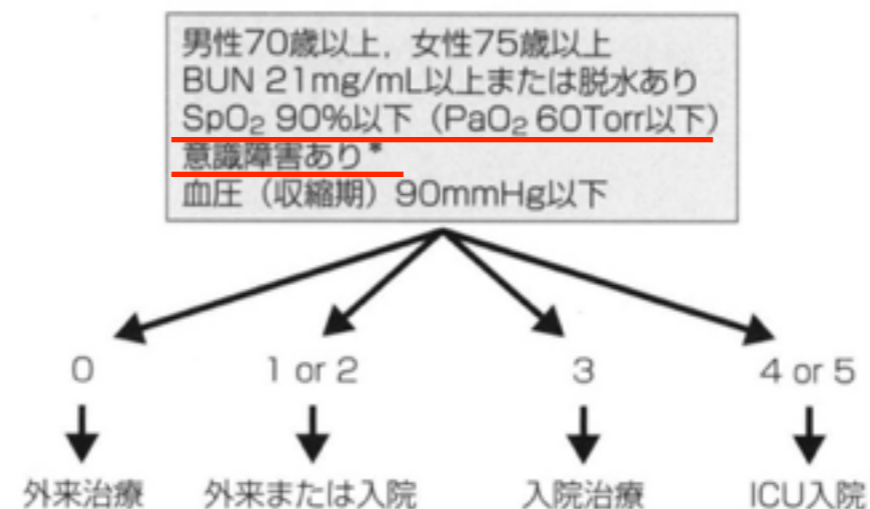 男性70歳以上，女性75歳以上
BUN 21mg/mL以上または脱水あり
SpO₂ 90%以下（PaO₂ 60Torr以下）
意識障害あり*
血圧（収縮期）90mmHg以下
0 1 or 2 3 4 or 5
外来治療 外来または入院 入院治療 ICU入院